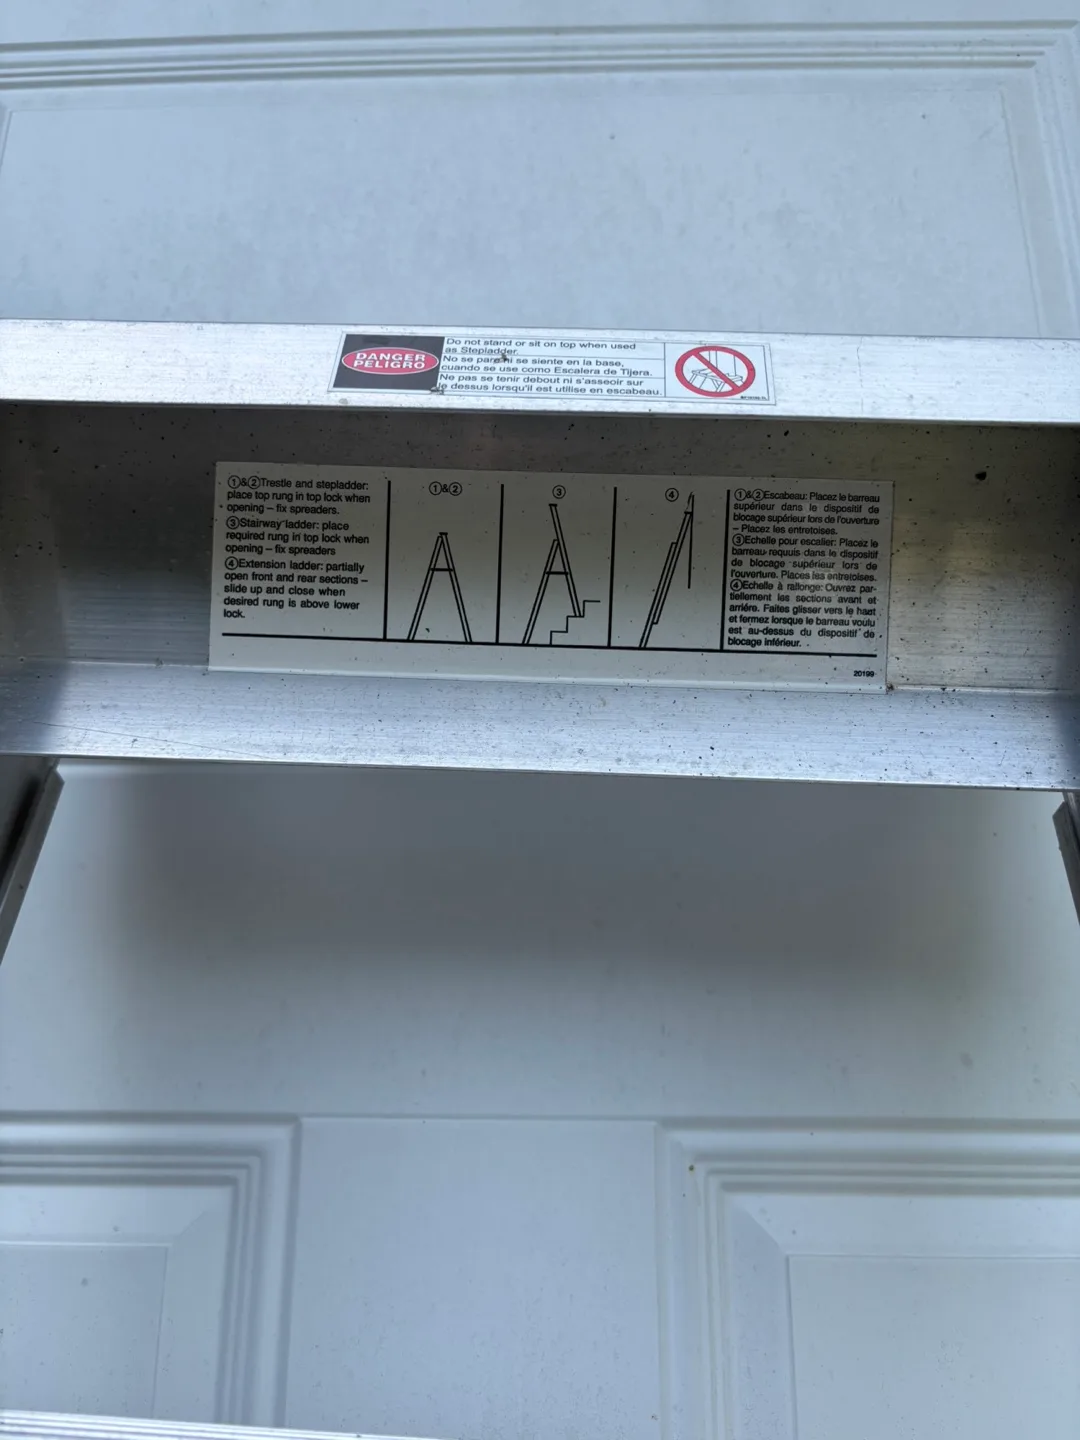 DANGER
PELIGRO
Do not stand or sit on top when used
as Stepladder.
No se pare ni se siente en la base,
cuando se use como Escalera de Tijera.
Ne pas se tenir debout ni s'asseoir sur
le dessus lorsqu'il est utilise en escabeau.
①&②Trestle and stepladder:
place top rung in top lock when
opening – fix spreaders.
③Stairway ladder: place
required rung in top lock when
opening – fix spreaders
④Extension ladder: partially
open front and rear sections –
slide up and close when
desired rung is above lower
lock.
①&②
③
④
①&②Escabeau: Placez le barreau
supérieur dans le dispositif de
blocage supérieur lors de l'ouverture
– Placez les entretoises.
③Echelle pour escalier: Placez le
barreau requuis dans le dispositif
de blocage supérieur lors de
l'ouverture. Places les entretoises.
④Echelle à rallonge: Ouvrez par-
tiellement les sections avant et
arriére. Faites glisser vers le haut
et fermez lorsque le barreau voulu
est au-dessus du dispositif de
blocage inférieur.
20199